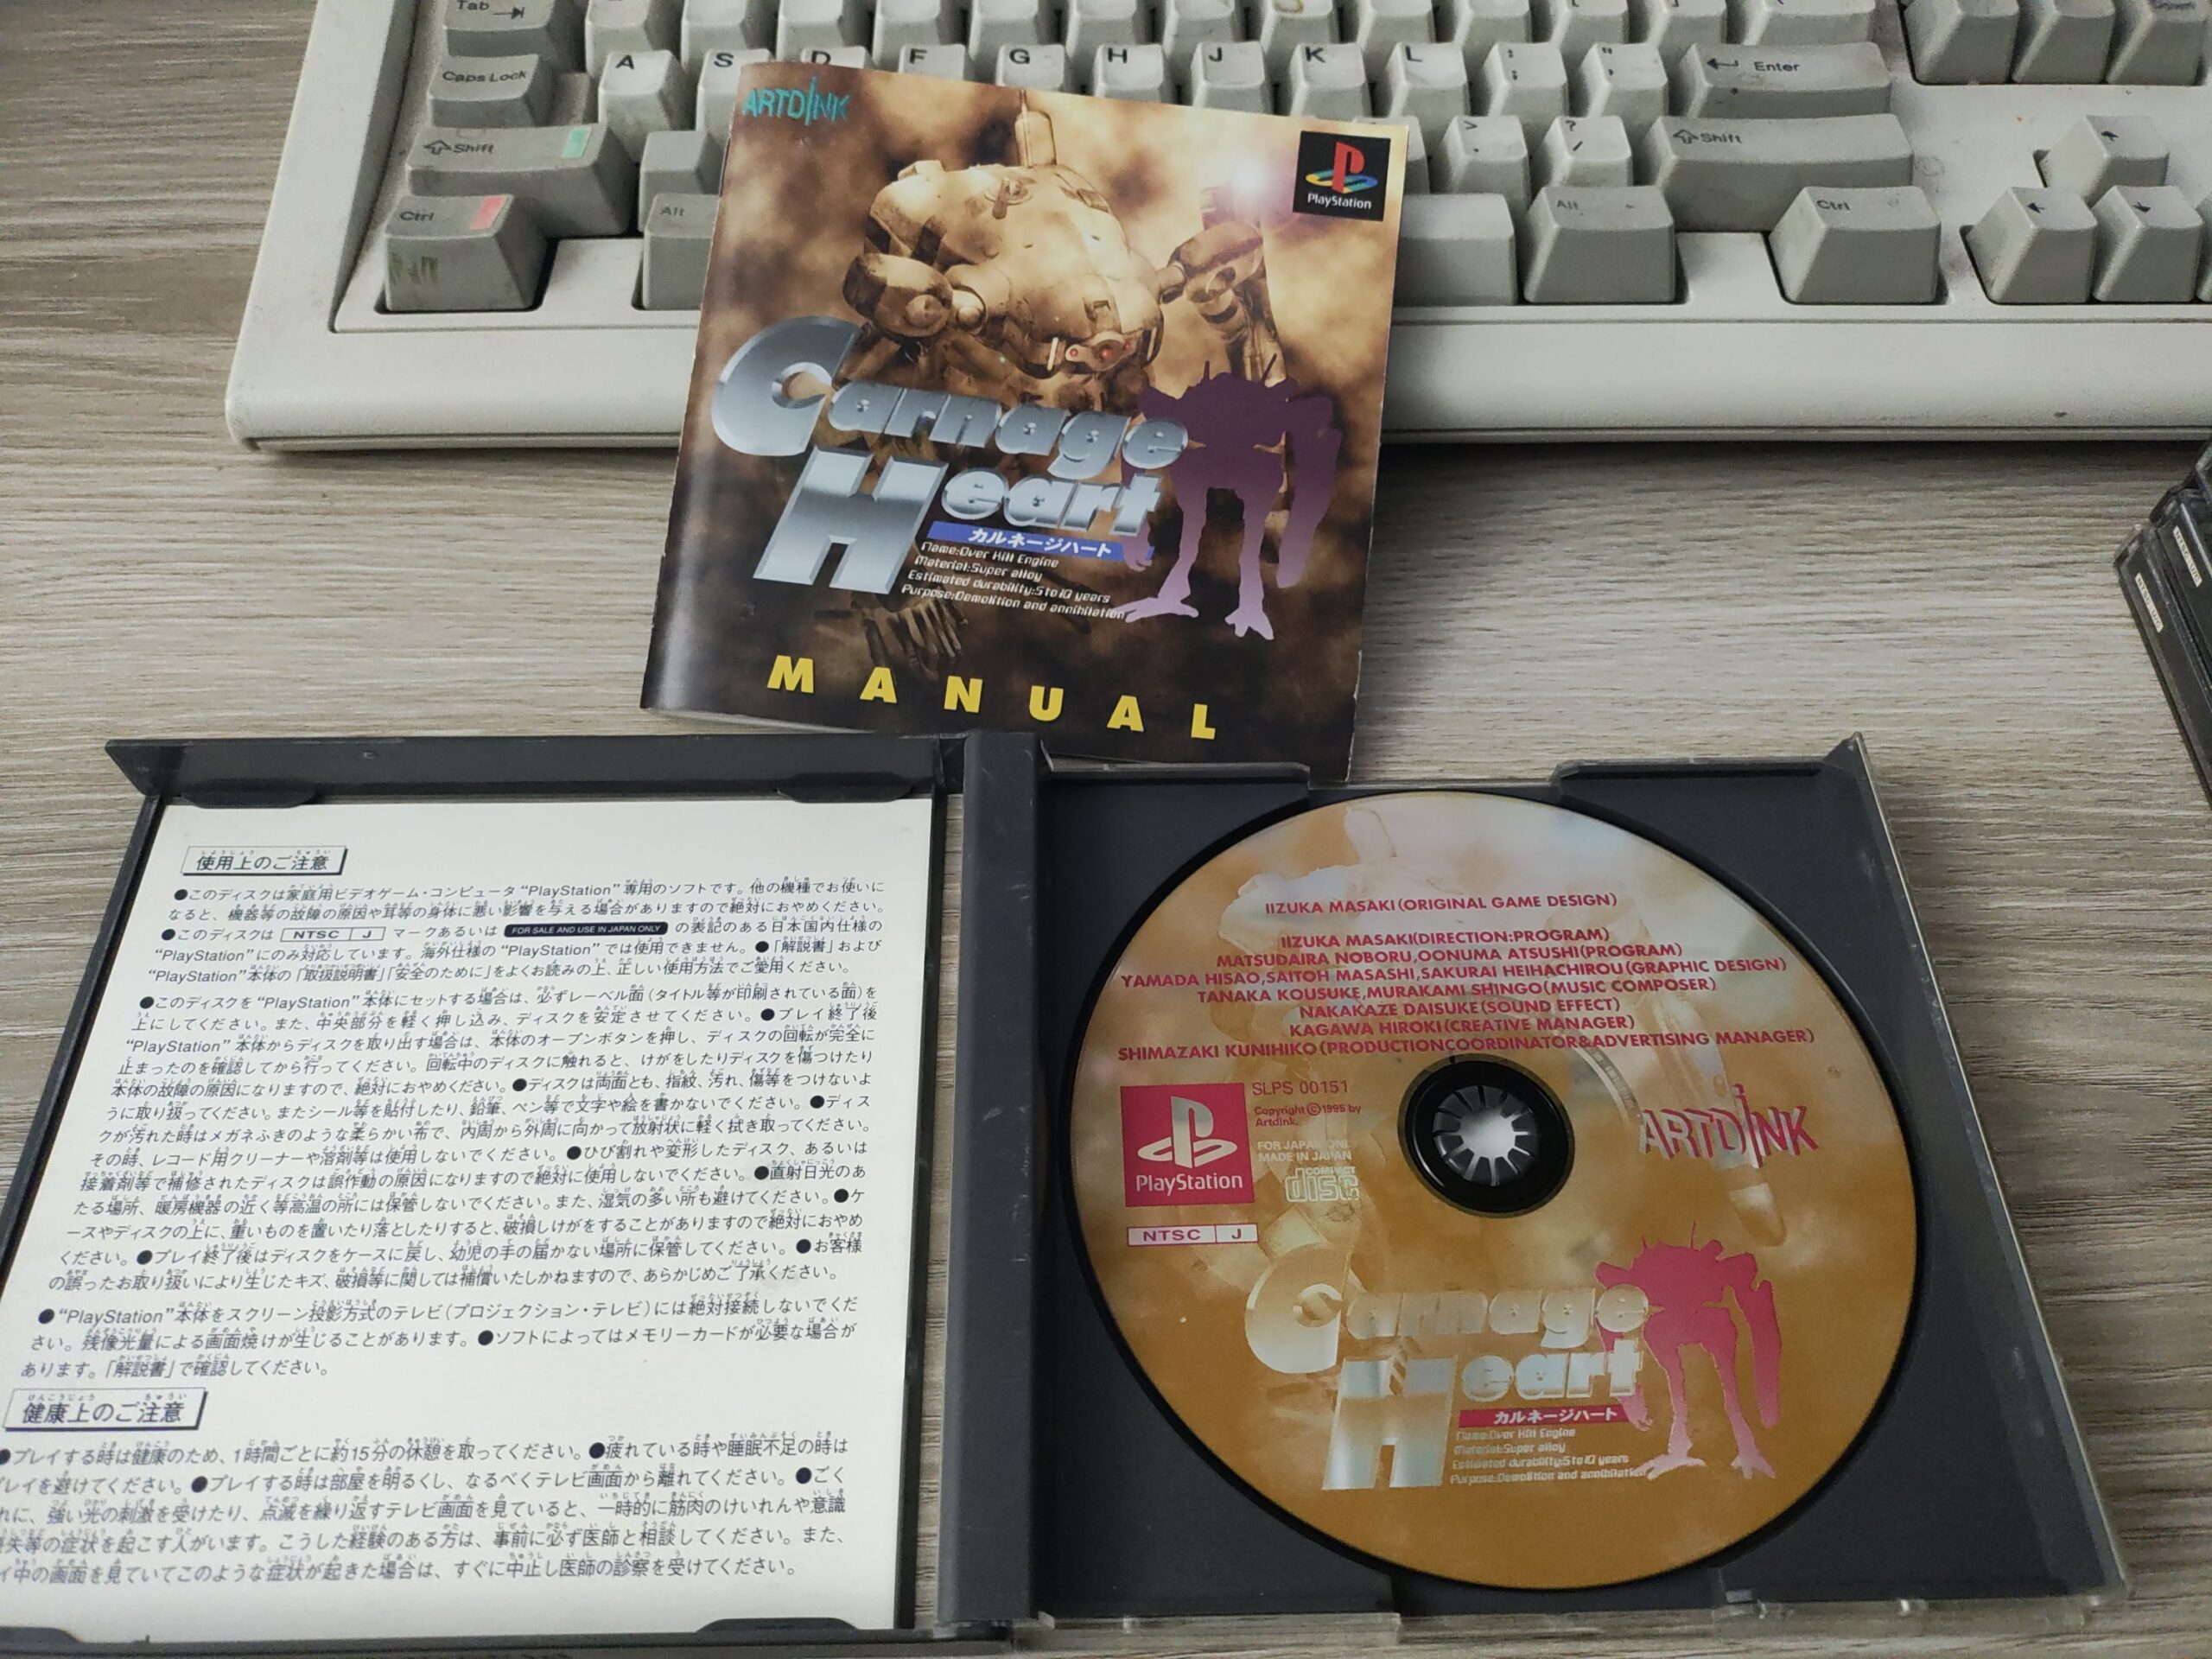 Tab
Caps Lock
A S D F G H J K L : ; " '
Enter
Shift
> .
? /
Shift
Ctrl
Alt
Alt
Ctrl
ARTDINK
PlayStation
Carnage
Heart
カルネージハート
Name:Over Kill Engine
Material:Super alloy
Estimated durability:5 to 10 years
Purpose:Demolition and annihilation
MANUAL
使用上のご注意
●このディスクは家庭用ビデオゲーム・コンピュータ“PlayStation”専用のソフトです。他の機種でお使いに
なると、機器等の故障の原因や耳等の身体に悪い影響を与える場合がありますので絶対におやめください。
●このディスクは NTSC J マークあるいは FOR SALE AND USE IN JAPAN ONLY の表記のある日本国内仕様の
“PlayStation”にのみ対応しています。海外仕様の“PlayStation”では使用できません。●「解説書」および
“PlayStation”本体の「取扱説明書」「安全のために」をよくお読みの上、正しい使用方法でご愛用ください。
●このディスクを“PlayStation”本体にセットする場合は、必ずレーベル面(タイトル等が印刷されている面)を
上にしてください。また、中央部分を軽く押し込み、ディスクを安定させてください。●プレイ終了後
“PlayStation”本体からディスクを取り出す場合は、本体のオープンボタンを押し、ディスクの回転が完全に
止まったのを確認してから行ってください。回転中のディスクに触れると、けがをしたりディスクを傷つけたり
本体の故障の原因になりますので、絶対におやめください。●ディスクは両面とも、指紋、汚れ、傷等をつけないよ
うに取り扱ってください。またシール等を貼付したり、鉛筆、ペン等で文字や絵を書かないでください。●ディス
クが汚れた時はメガネふきのような柔らかい布で、内周から外周に向かって放射状に軽く拭き取ってください。
その時、レコード用クリーナーや溶剤等は使用しないでください。●ひび割れや変形したディスク、あるいは
接着剤等で補修されたディスクは誤作動の原因になりますので絶対に使用しないでください。●直射日光のあ
たる場所、暖房機器の近く等高温の所には保管しないでください。また、湿気の多い所も避けてください。●ケ
ースやディスクの上に、重いものを置いたり落としたりすると、破損しけがをすることがありますので絶対におやめ
ください。●プレイ終了後はディスクをケースに戻し、幼児の手の届かない場所に保管してください。●お客様
の誤ったお取り扱いにより生じたキズ、破損等に関しては補償いたしかねますので、あらかじめご了承ください。
●“PlayStation”本体をスクリーン投影方式のテレビ(プロジェクション・テレビ)には絶対接続しないでくだ
さい。残像光量による画面焼けが生じることがあります。●ソフトによってはメモリーカードが必要な場合が
あります。「解説書」で確認してください。
健康上のご注意
●プレイする時は健康のため、1時間ごとに約15分の休憩を取ってください。●疲れている時や睡眠不足の時は
プレイを避けてください。●プレイする時は部屋を明るくし、なるべくテレビ画面から離れてください。●ごく
れに、強い光の刺激を受けたり、点滅を繰り返すテレビ画面を見ていると、一時的に筋肉のけいれんや意識
失等の症状を起こす人がいます。こうした経験のある方は、事前に必ず医師と相談してください。また、
イ中の画面を見ていてこのような症状が起きた場合は、すぐに中止し医師の診察を受けてください。
IIZUKA MASAKI(ORIGINAL GAME DESIGN)
IIZUKA MASAKI(DIRECTION:PROGRAM)
MATSUDAIRA NOBORU,OONUMA ATSUSHI(PROGRAM)
YAMADA HISAO,SAITOH MASASHI,SAKURAI HEIHACHIROU(GRAPHIC DESIGN)
TANAKA KOUSUKE,MURAKAMI SHINGO(MUSIC COMPOSER)
NAKAKAZE DAISUKE(SOUND EFFECT)
KAGAWA HIROKI(CREATIVE MANAGER)
SHIMAZAKI KUNIHIKO(PRODUCTIONCOORDINATOR&ADVERTISING MANAGER)
PlayStation
SLPS 00151
Copyright ©1995 by
Artdink.
FOR JAPAN ONL
MADE IN JAPAN
COMPACT
disc
NTSC J
ARTDINK
Carnage
Heart
カルネージハート
Name:Over Kill Engine
Material:Super alloy
Estimated durability:5 to 10 years
Purpose:Demolition and annihilation